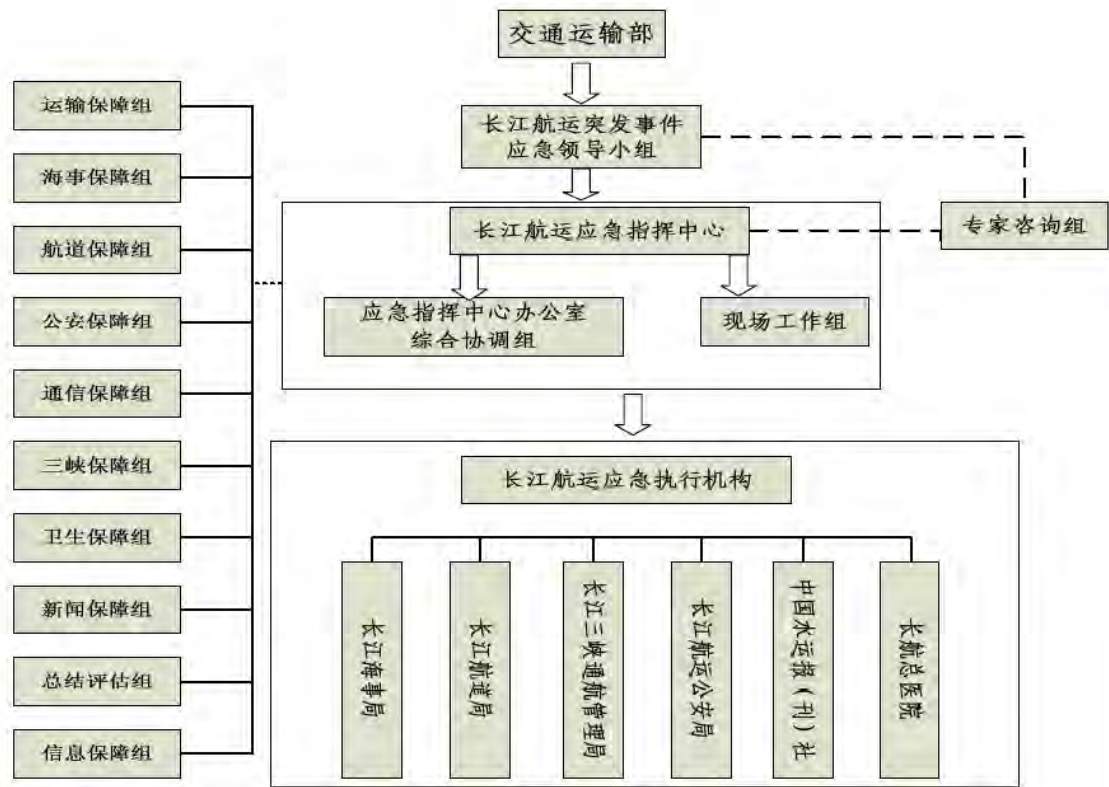 交通运输部
长江航运突发事件
应急领导小组
长江航运应急指挥中心
专家咨询组
应急指挥中心办公室
综合协调组
现场工作组
运输保障组
海事保障组
航道保障组
公安保障组
通信保障组
三峡保障组
卫生保障组
新闻保障组
总结评估组
信息保障组
长江航运应急执行机构
长江海事局
长江航道局
长江三峡通航管理局
长江航运公安局
中国水运报（刊）社
长航总医院